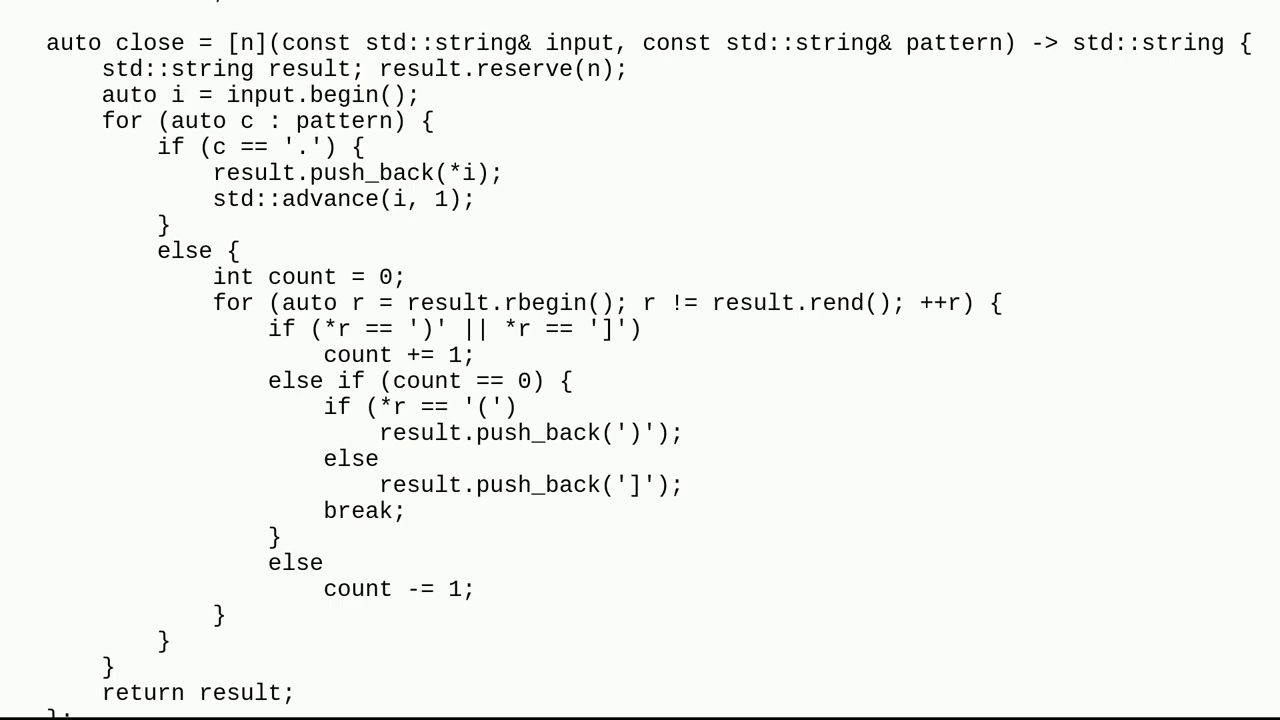 auto close = [n](const std::string& input, const std::string& pattern) -> std::string {
    std::string result; result.reserve(n);
    auto i = input.begin();
    for (auto c : pattern) {
        if (c == '.') {
            result.push_back(*i);
            std::advance(i, 1);
        }
        else {
            int count = 0;
            for (auto r = result.rbegin(); r != result.rend(); ++r) {
                if (*r == ')' || *r == ']')
                    count += 1;
                else if (count == 0) {
                    if (*r == '(')
                        result.push_back(')');
                    else
                        result.push_back(']');
                    break;
                }
                else
                    count -= 1;
            }
        }
    }
    return result;
};